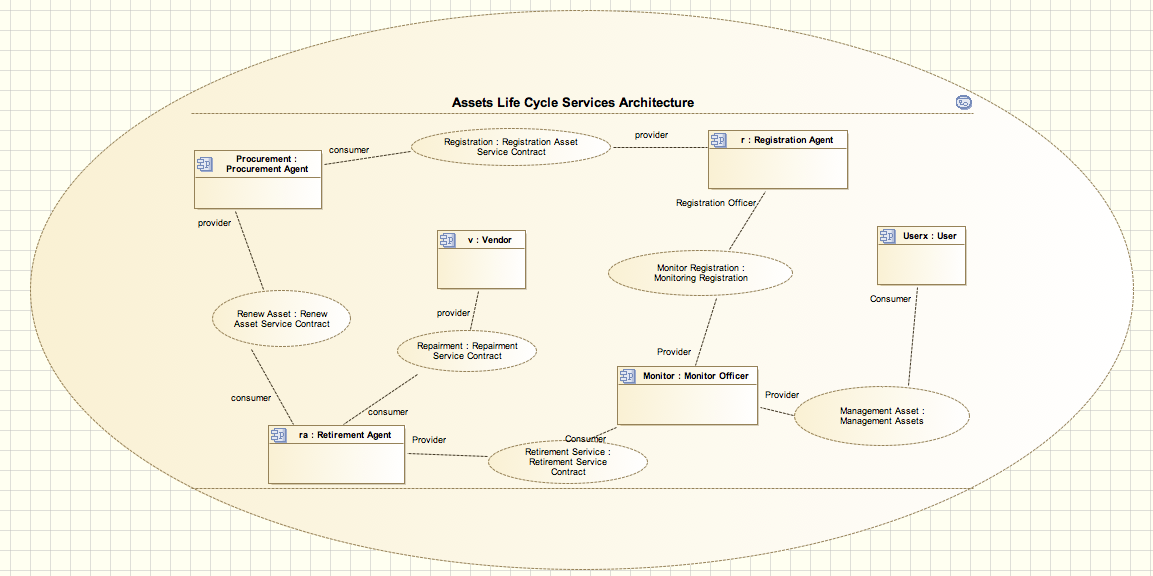 Assets Life Cycle Services Architecture
consumer
Registration : Registration Asset
Service Contract
provider
r : Registration Agent
Procurement :
Procurement Agent
provider
Registration Officer
v : Vendor
Userx : User
Monitor Registration :
Monitoring Registration
Consumer
Renew Asset : Renew
Asset Service Contract
provider
Repairment : Repairment
Service Contract
Provider
Monitor : Monitor Officer
consumer
consumer
Provider
Management Asset :
Management Assets
ra : Retirement Agent
Provider
Consumer
Retirement Service :
Retirement Service
Contract